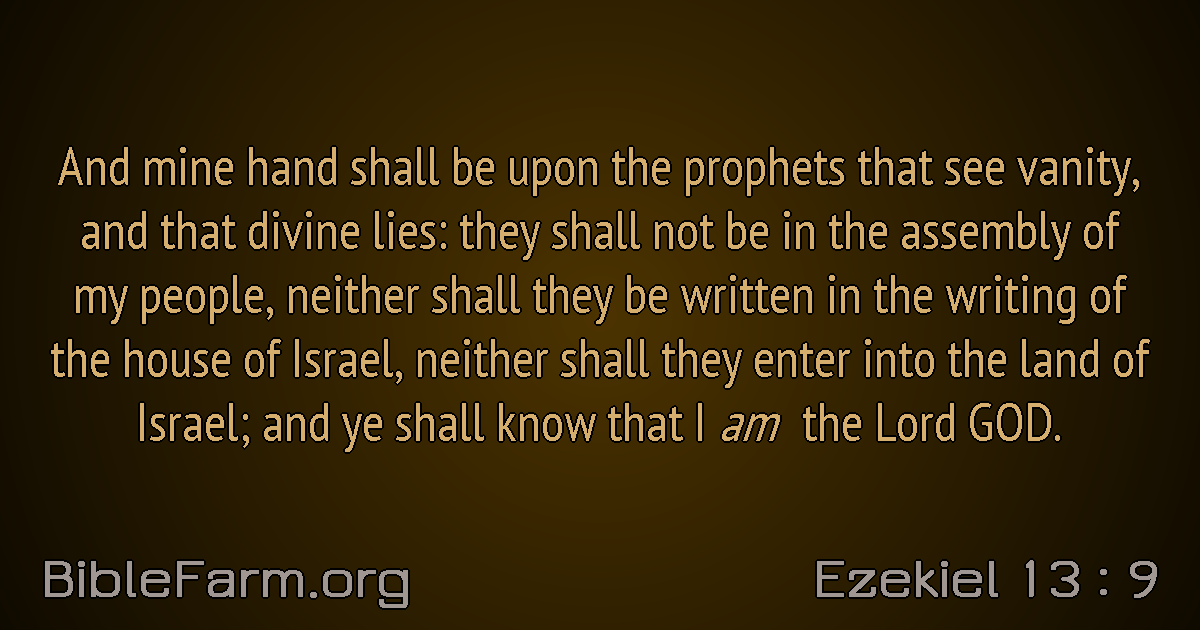 And mine hand shall be upon the prophets that see vanity,
and that divine lies: they shall not be in the assembly of
my people, neither shall they be written in the writing of
the house of Israel, neither shall they enter into the land of
Israel; and ye shall know that I am the Lord GOD.
BibleFarm.org
Ezekiel 13 : 9